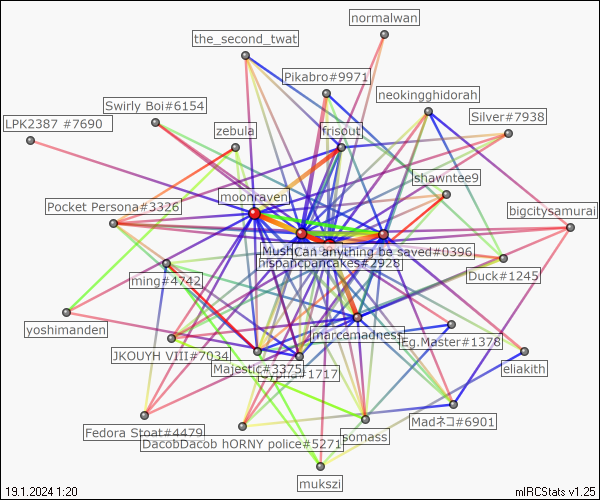 normalwan
the_second_twat
Pikabro#9971
neokingghidorah
Swirly Boi#6154
Silver#7938
LPK2387 #7690
zebula
frisout
shawntee9
moonraven
Pocket Persona#3326
bigcitysamurai
Can anything be saved#0396
hispanicpancakes#2928
Duck#1245
ming#4742
yoshimanden
marcemadness
Eg.Master#1378
JKOUYH VIII#7034
Majestic#3375
#1717
eliakith
Madネコ#6901
Fedora Stoat#4479
somass
DacobDacob hORNY police#5271
mukszi
19.1.2024 1:20
mIRCStats v1.25